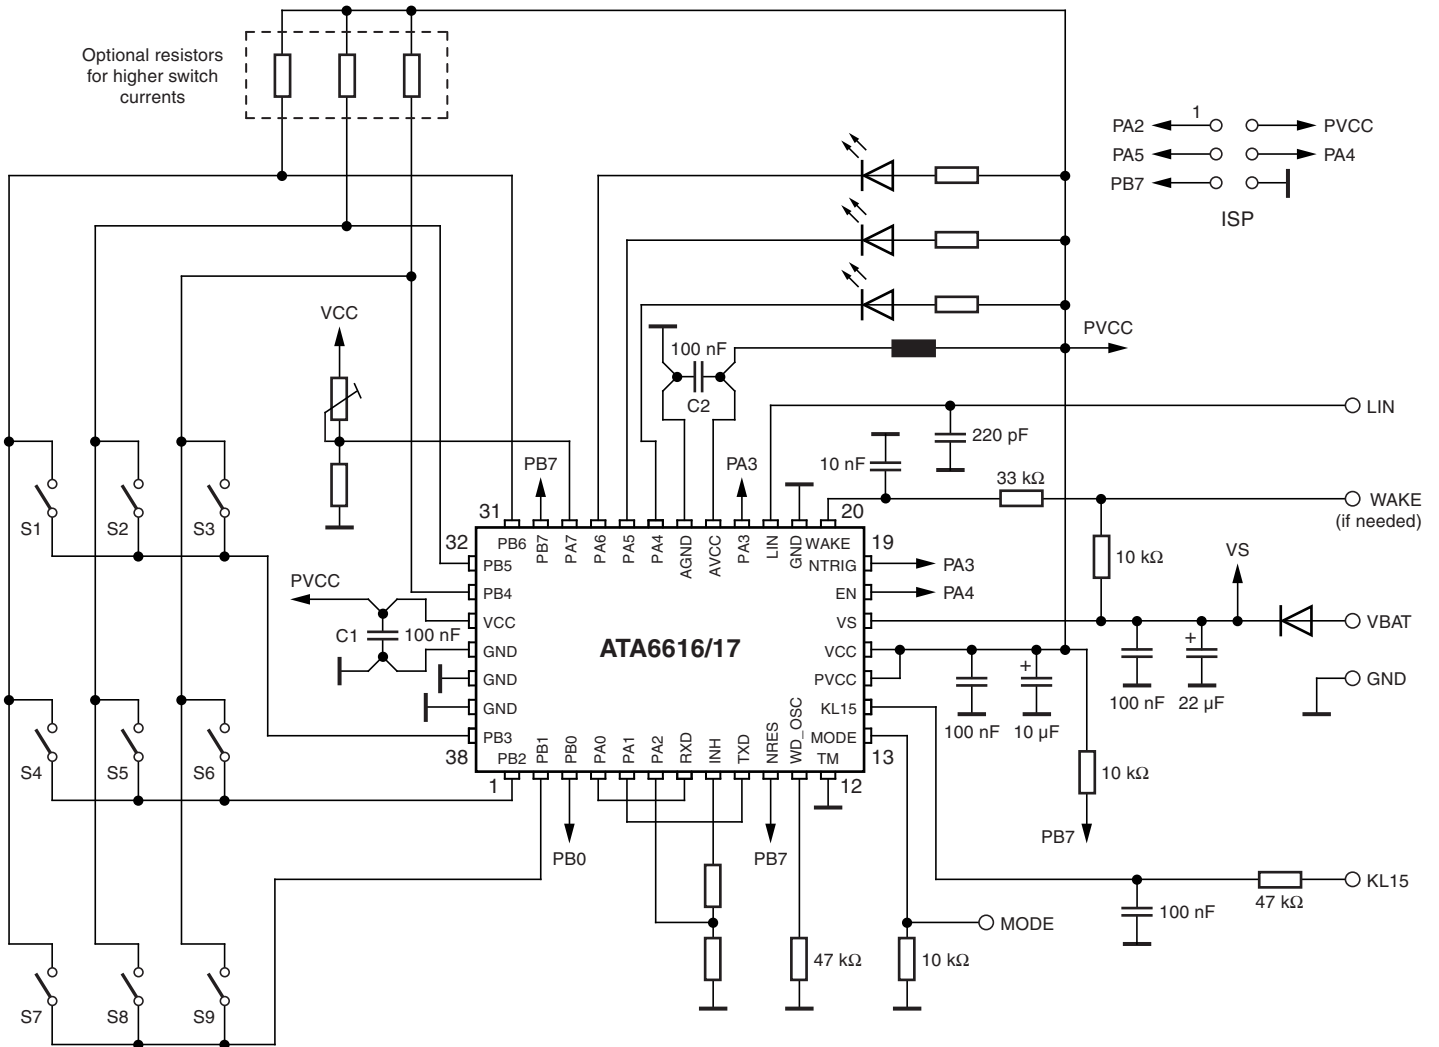 Optional resistors
for higher switch
currents
1
PA2
PVCC
PA5
PA4
PB7
ISP
VCC
PVCC
100 nF
C2
LIN
220 pF
10 nF
33 kΩ
WAKE
(if needed)
PB7
PA3
S1
S2
S3
31
20
32
19
PB6
PB7
PA7
PA6
PA5
PA4
AGND
AVCC
PA3
LIN
GND
WAKE
PB5
NTRIG
PA3
10 kΩ
VS
PVCC
PB4
EN
PA4
C1
100 nF
VCC
VS
VBAT
GND
ATA6616/17
VCC
GND
PVCC
GND
GND
KL15
+
100 nF
+
22 µF
100 nF
10 µF
PB3
MODE
38
13
PB2
PB1
PB0
PA0
PA1
PA2
RXD
INH
TXD
NRES
WD_OSC
TM
S4
S5
S6
1
12
10 kΩ
PB0
PB7
PB7
KL15
47 kΩ
100 nF
MODE
47 kΩ
10 kΩ
S7
S8
S9